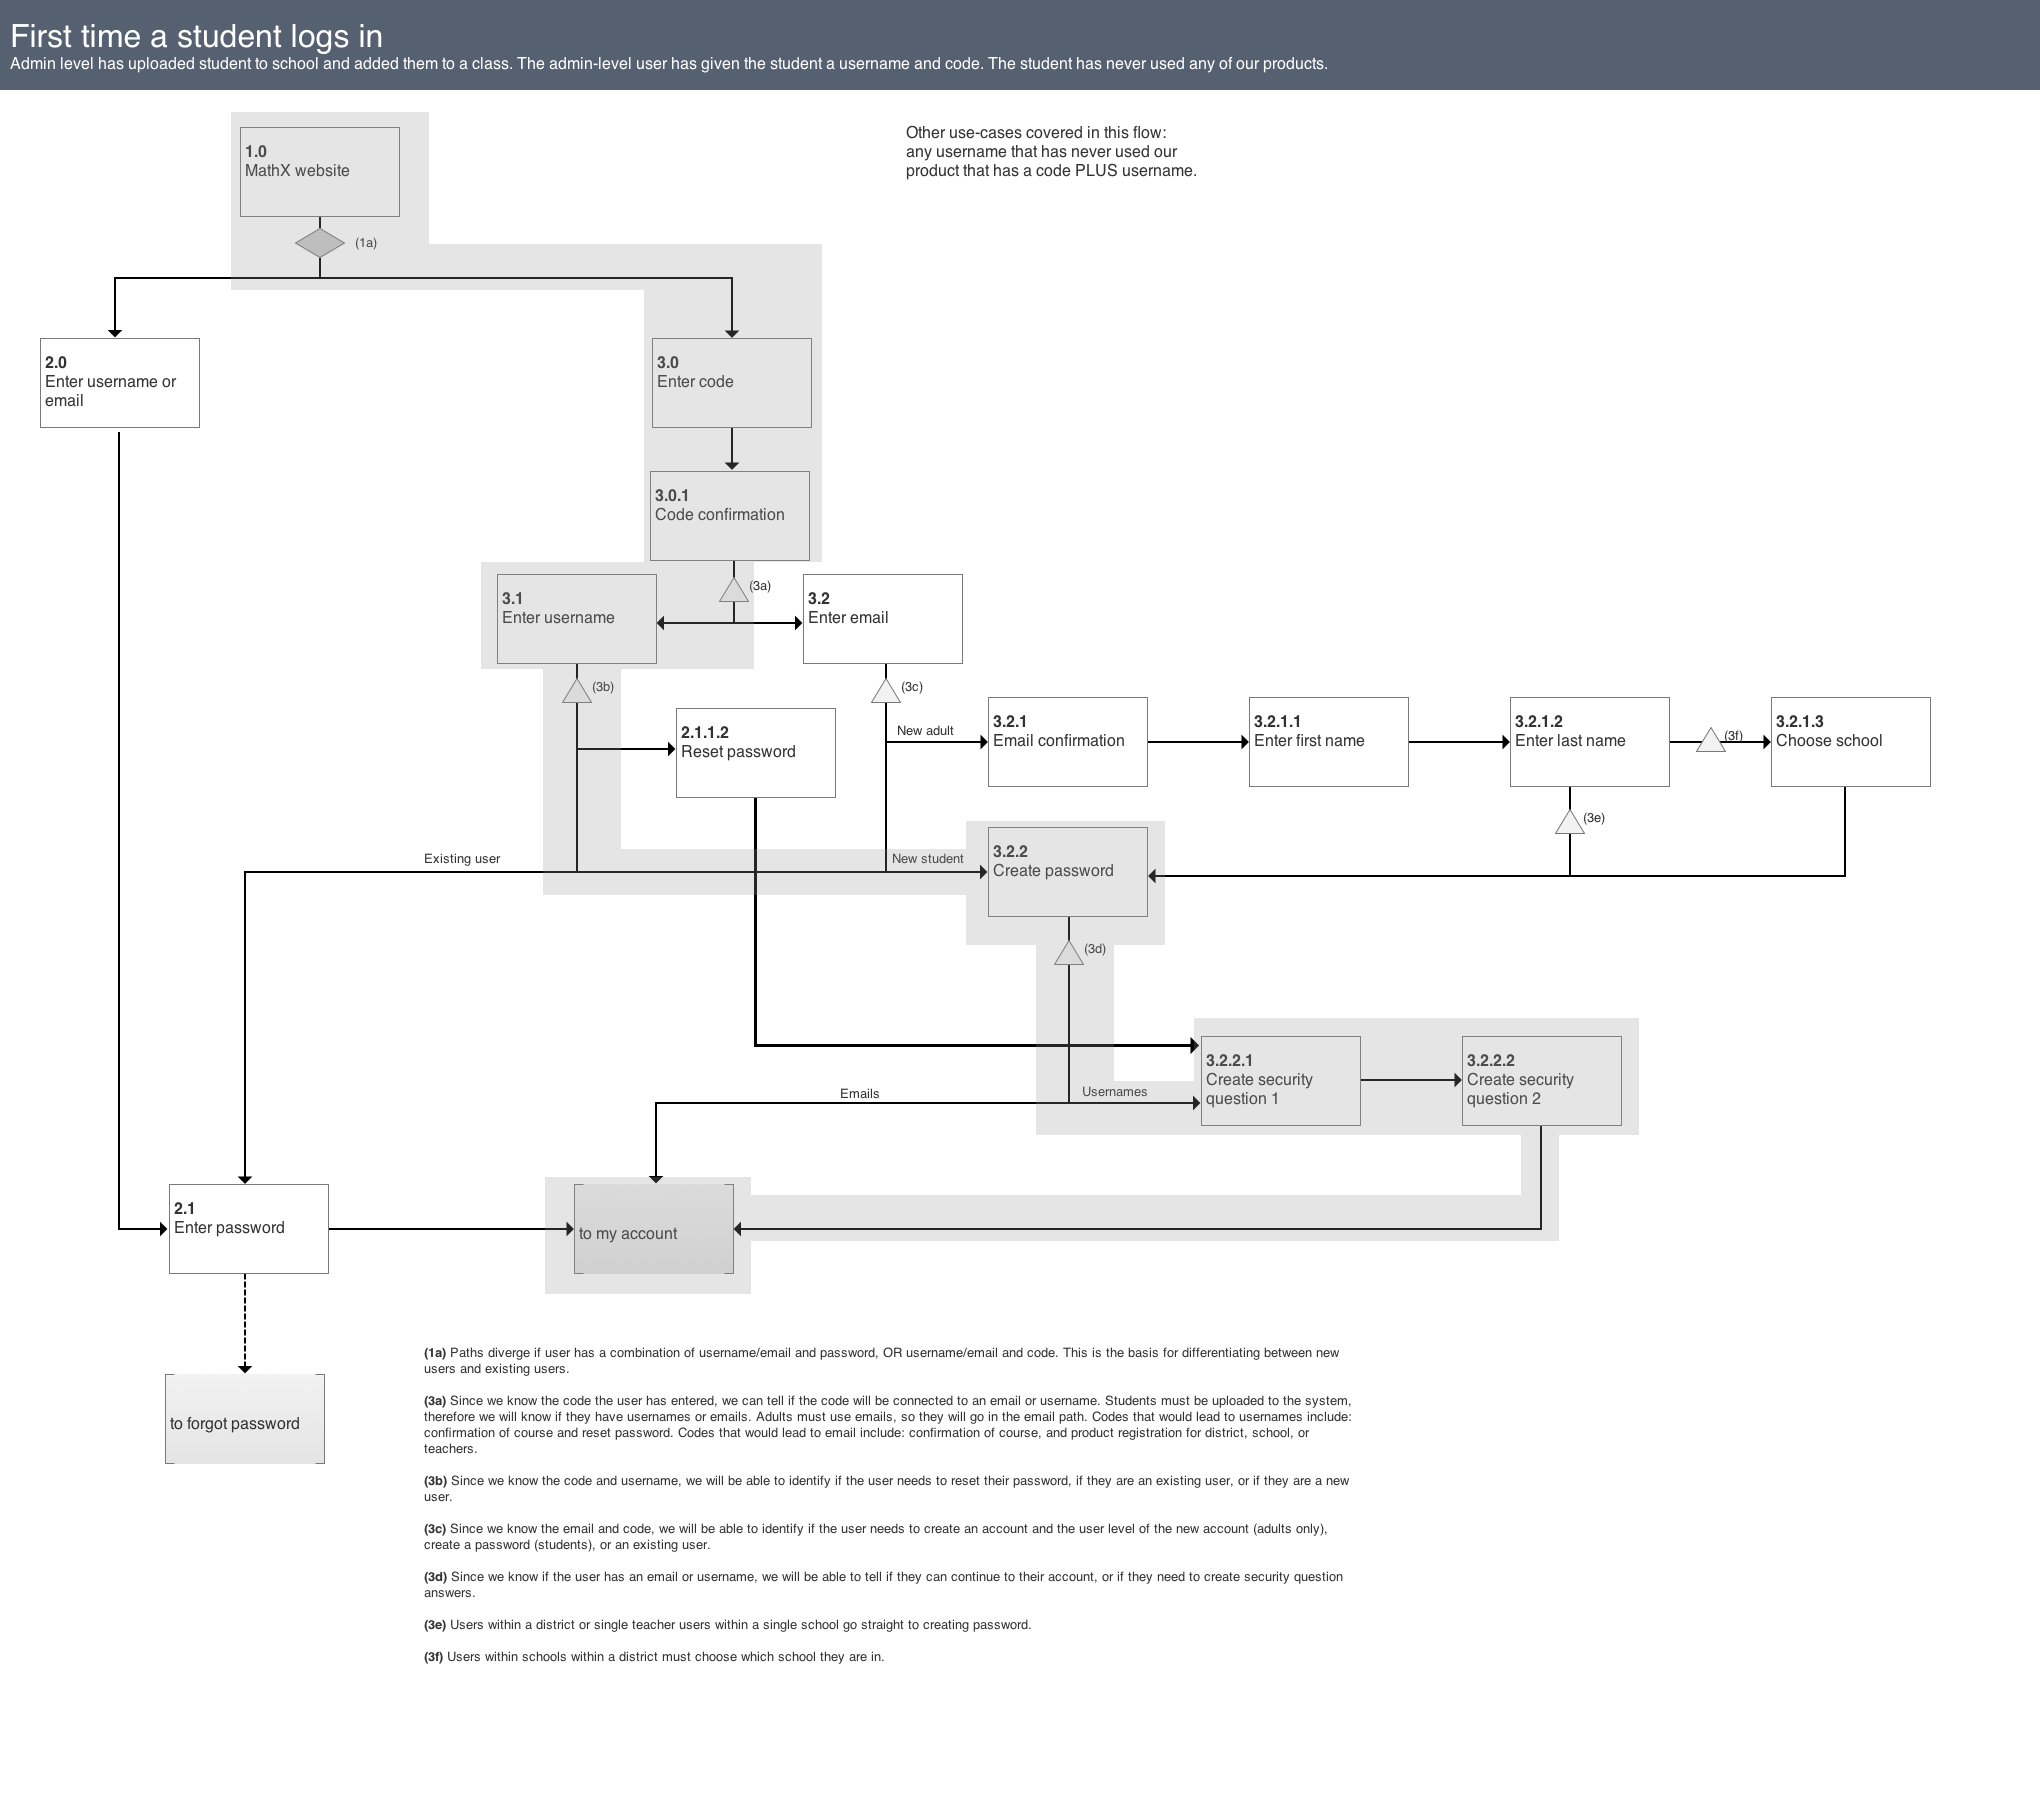 First time a student logs in
Admin level has uploaded student to school and added them to a class. The admin-level user has given the student a username and code. The student has never used any of our products.
Other use-cases covered in this flow:
any username that has never used our
product that has a code PLUS username.
1.0
MathX website
(1a)
2.0
Enter username or
email
3.0
Enter code
3.0.1
Code confirmation
(3a)
3.1
Enter username
3.2
Enter email
(3b)
(3c)
2.1.1.2
Reset password
New adult
3.2.1
Email confirmation
3.2.1.1
Enter first name
3.2.1.2
Enter last name
(3f)
3.2.1.3
Choose school
(3e)
Existing user
New student
3.2.2
Create password
(3d)
3.2.2.1
Create security
question 1
3.2.2.2
Create security
question 2
Emails
Usernames
2.1
Enter password
to my account
to forgot password
(1a) Paths diverge if user has a combination of username/email and password, OR username/email and code. This is the basis for differentiating between new
users and existing users.
(3a) Since we know the code the user has entered, we can tell if the code will be connected to an email or username. Students must be uploaded to the system,
therefore we will know if they have usernames or emails. Adults must use emails, so they will go in the email path. Codes that would lead to usernames include:
confirmation of course and reset password. Codes that would lead to email include: confirmation of course, and product registration for district, school, or
teachers.
(3b) Since we know the code and username, we will be able to identify if the user needs to reset their password, if they are an existing user, or if they are a new
user.
(3c) Since we know the email and code, we will be able to identify if the user needs to create an account and the user level of the new account (adults only),
create a password (students), or an existing user.
(3d) Since we know if the user has an email or username, we will be able to tell if they can continue to their account, or if they need to create security question
answers.
(3e) Users within a district or single teacher users within a single school go straight to creating password.
(3f) Users within schools within a district must choose which school they are in.